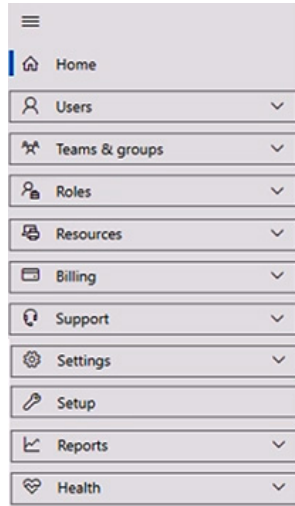 Home
Users
Teams & groups
Roles
Resources
Billing
Support
Settings
Setup
Reports
Health